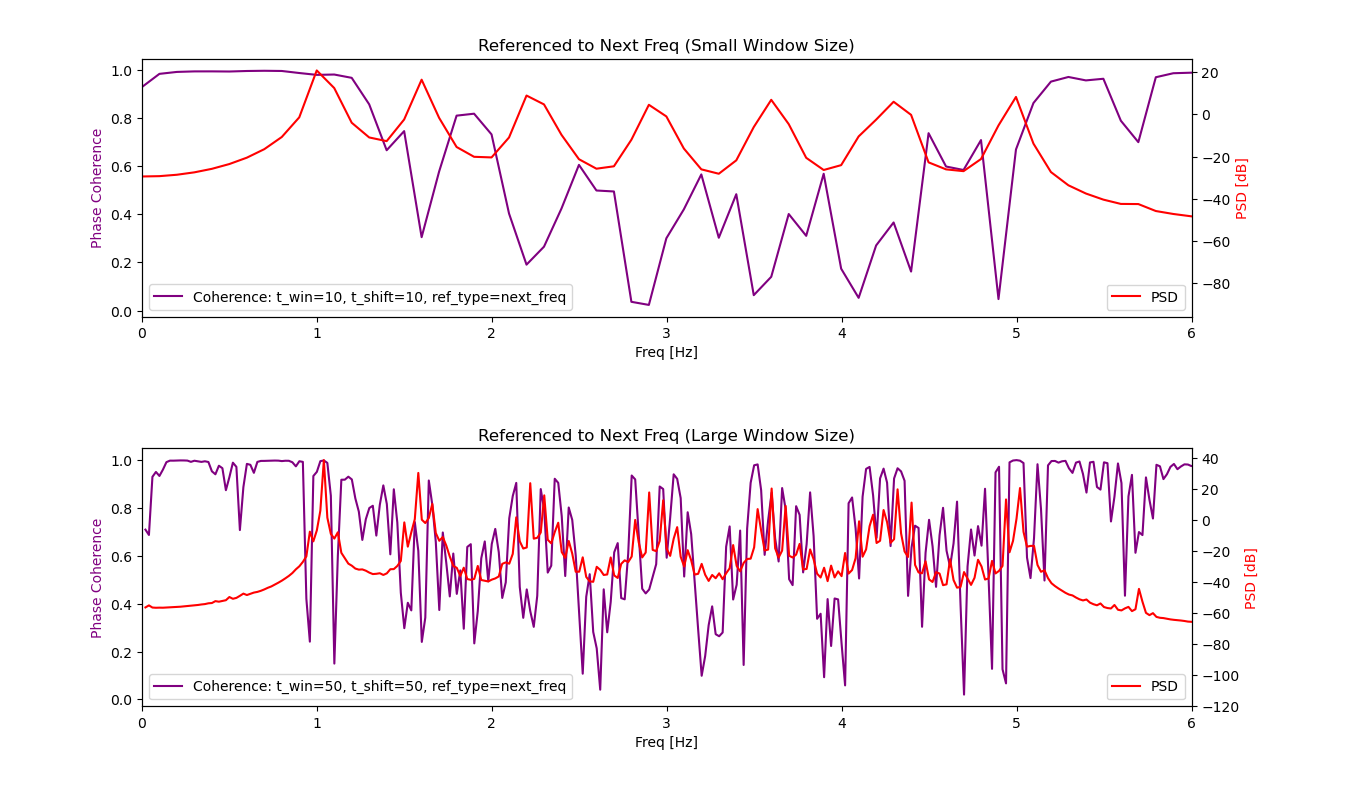 Referenced to Next Freq (Small Window Size)
1.0
0.8
0.6
0.4
0.2
0.0
Phase Coherence
20
0
−20
−40
−60
−80
PSD [dB]
Coherence: t_win=10, t_shift=10, ref_type=next_freq
PSD
0 1 2 3 4 5 6
Freq [Hz]
Referenced to Next Freq (Large Window Size)
1.0
0.8
0.6
0.4
0.2
0.0
Phase Coherence
40
20
0
−20
−40
−60
−80
−100
−120
PSD [dB]
Coherence: t_win=50, t_shift=50, ref_type=next_freq
PSD
0 1 2 3 4 5 6
Freq [Hz]